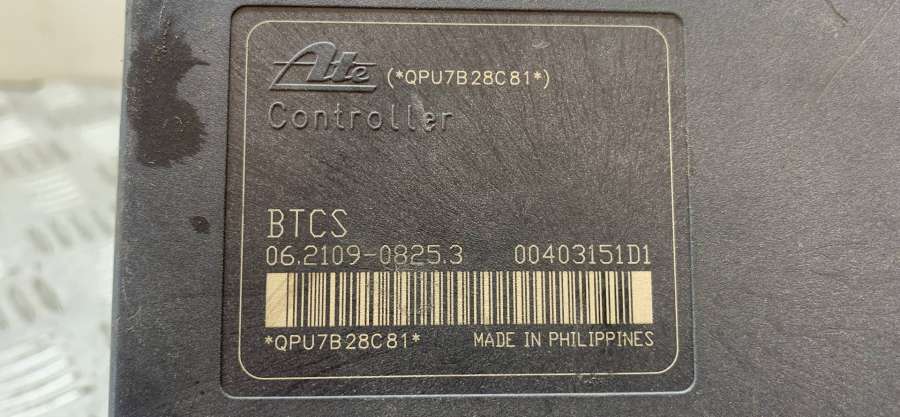 Ate (*QPU7B28C81*)
Controller
BTCS
06.2109-0825.3 00403151D1
*QPU7B28C81* MADE IN PHILIPPINES